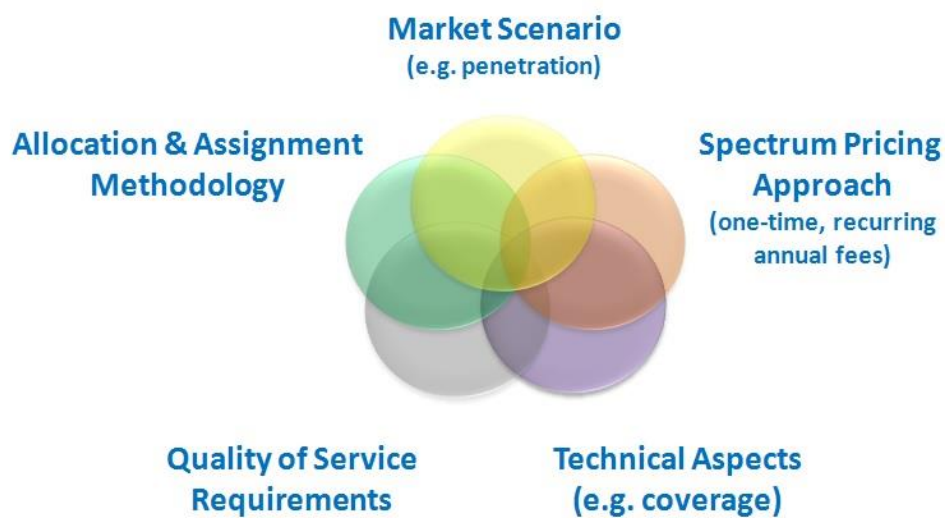 Market Scenario
(e.g. penetration)
Allocation & Assignment
Methodology
Spectrum Pricing
Approach
(one-time, recurring
annual fees)
Quality of Service
Requirements
Technical Aspects
(e.g. coverage)